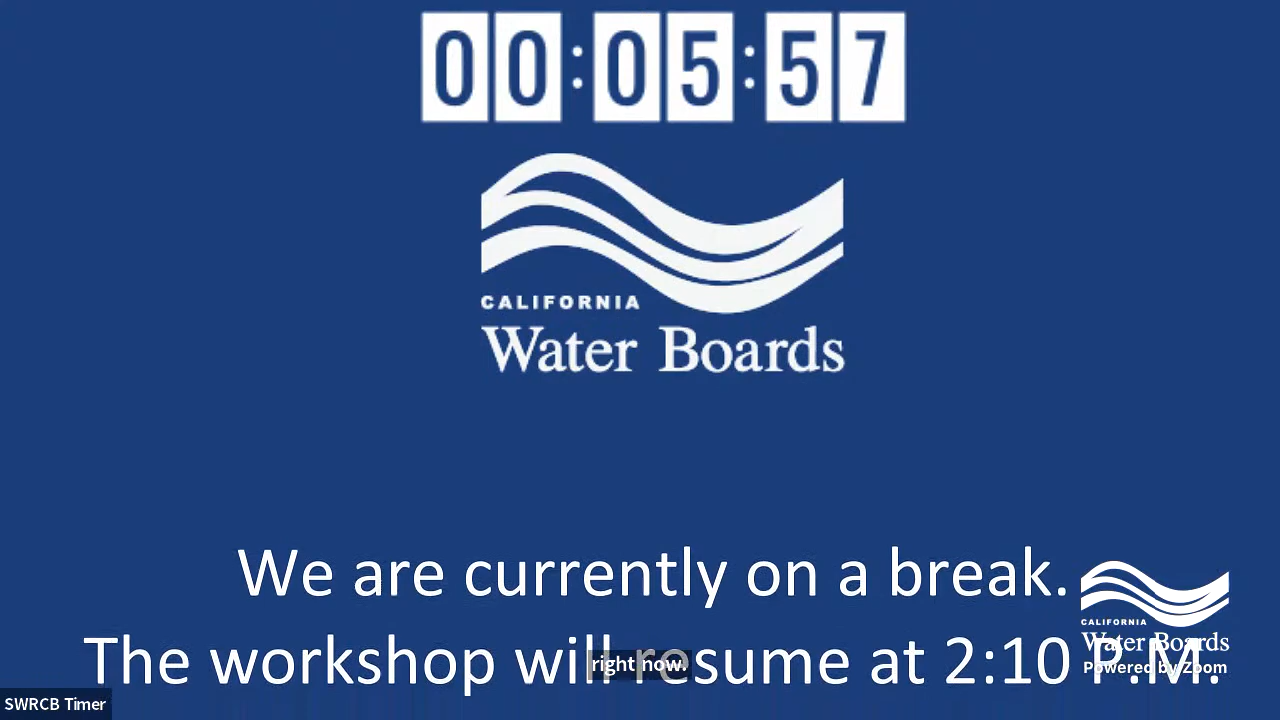 00:05:57
CALIFORNIA
Water Boards
We are currently on a break.
CALIFORNIA
Water Boards
The workshop will resume at 2:10 P.M.
right now.
Powered by Zoom
SWRCB Timer